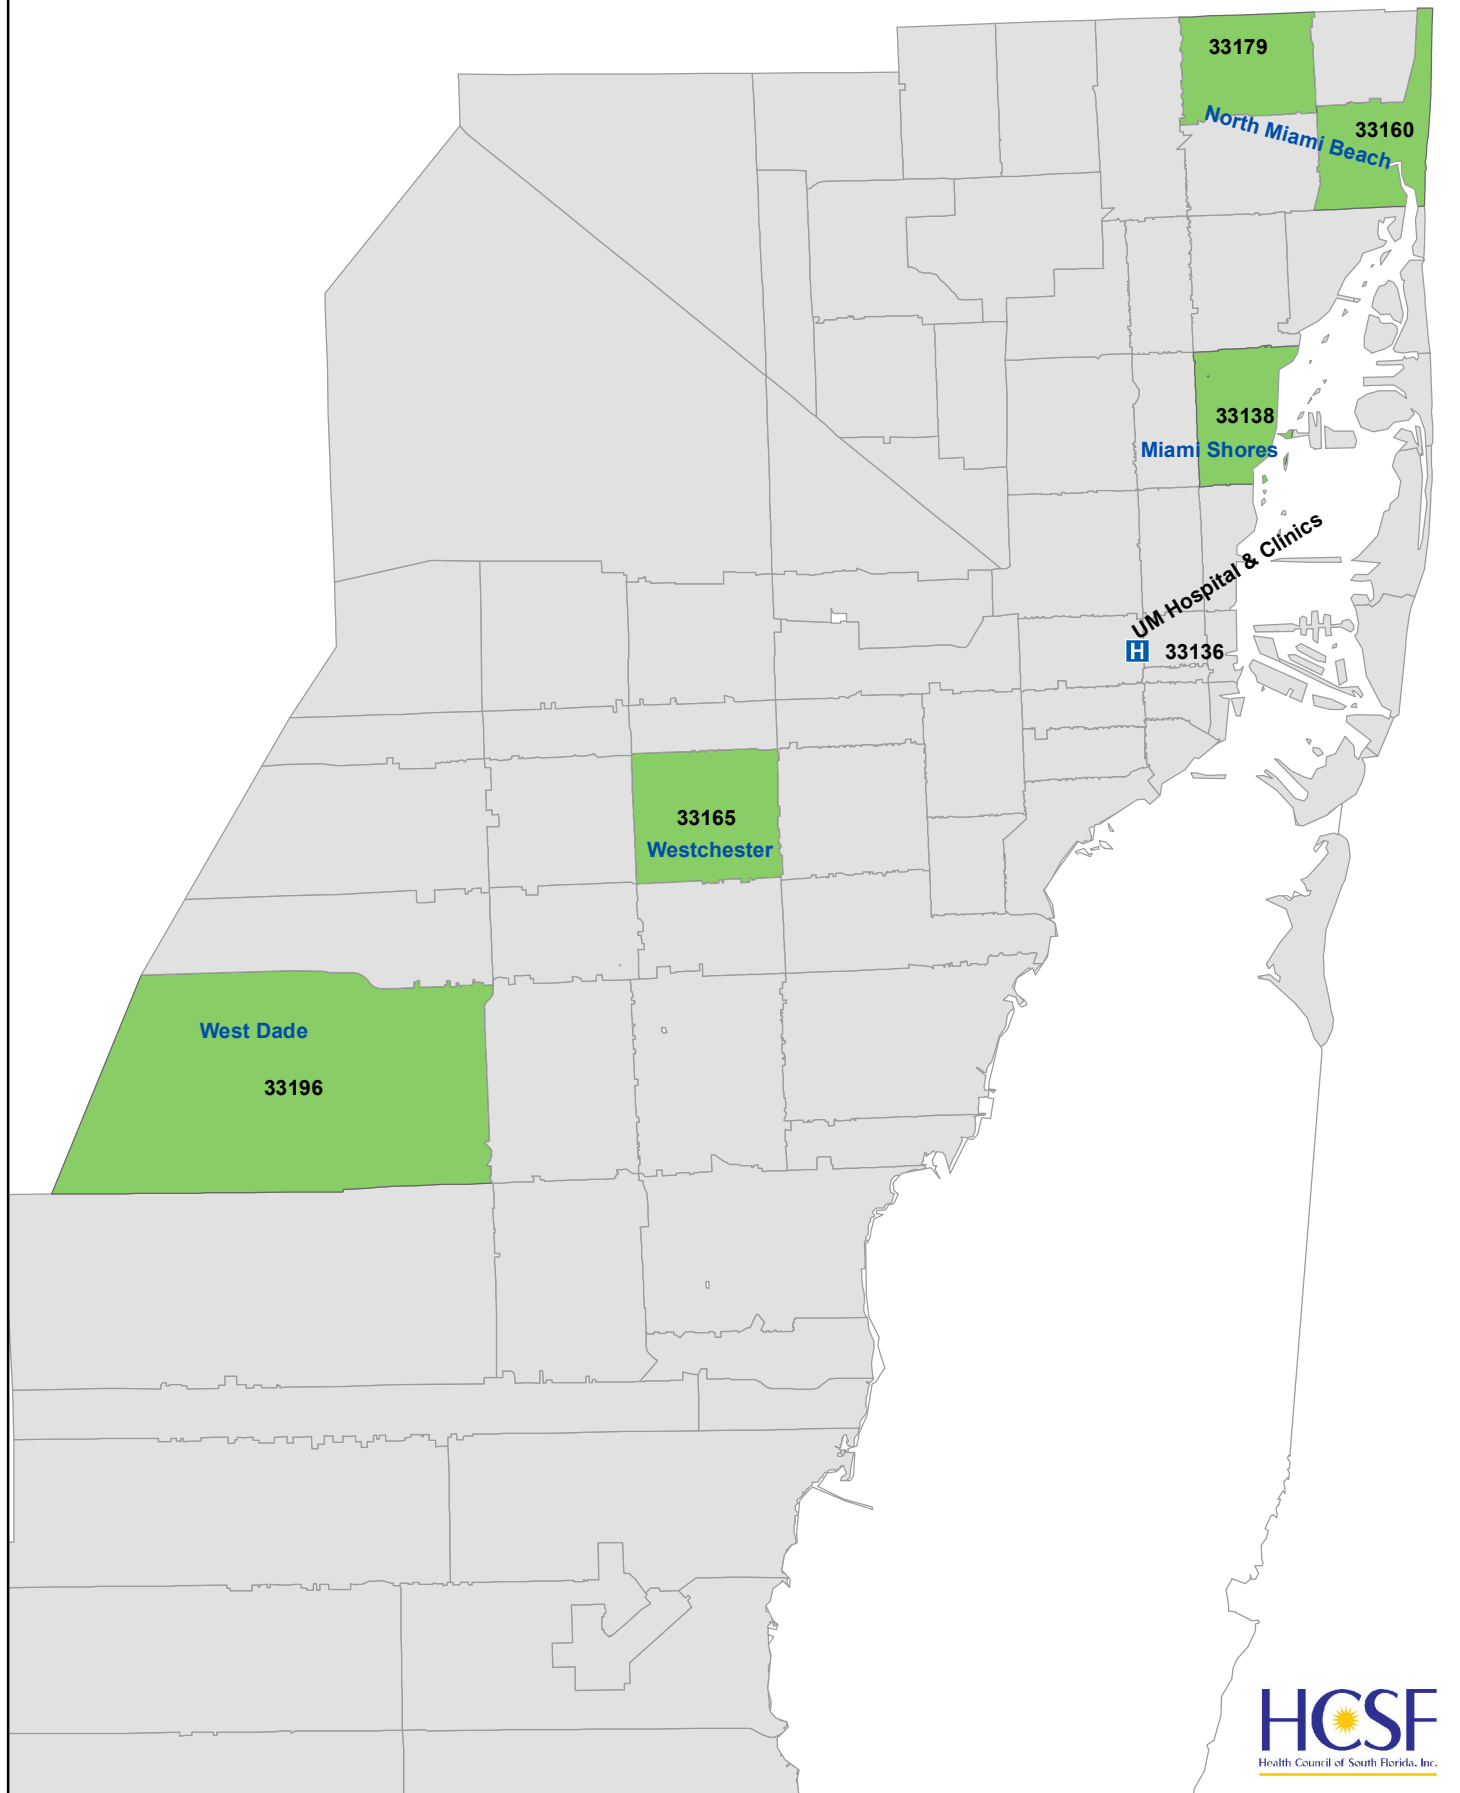 33179
North Miami Beach
33160
33138
Miami Shores
UM Hospital & Clinics
H
33136
33165
Westchester
West Dade
33196
HCSF
Health Council of South Florida, Inc.